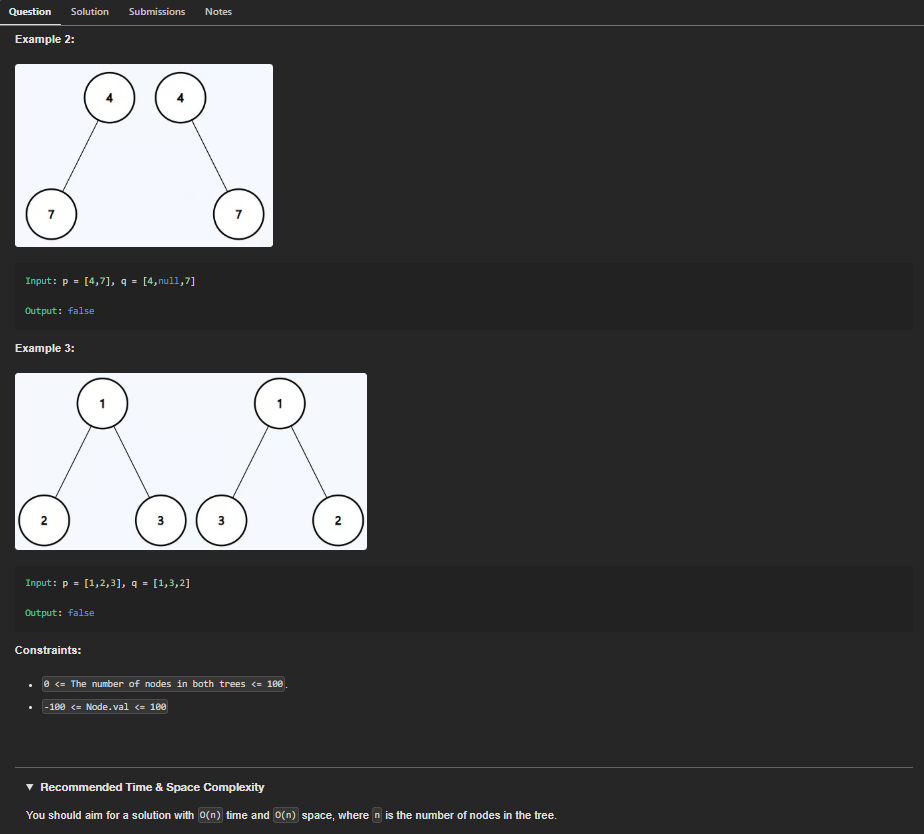 Question Solution Submissions Notes
Example 2:
4 4
7 7
Input: p = [4,7], q = [4,null,7]
Output: false
Example 3:
1 1
2 3 3 2
Input: p = [1,2,3], q = [1,3,2]
Output: false
Constraints:
• 0 <= The number of nodes in both trees <= 100.
• -100 <= Node.val <= 100
▼ Recommended Time & Space Complexity
You should aim for a solution with O(n) time and O(n) space, where n is the number of nodes in the tree.